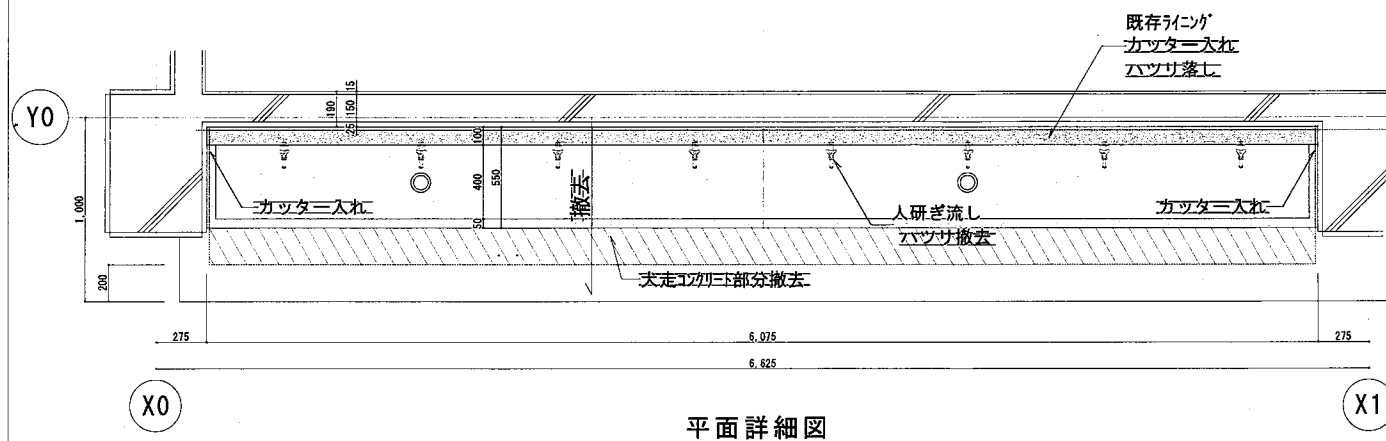 既存ライニング
カッター入れ
ハツリ落し
Y0
15
150
190
25
100
400
550
50
撤去
カッター入れ
人研ぎ流し
ハツリ撤去
カッター入れ
犬走コンクリート部分撤去
1,000
200
275
6,075
275
6,625
X0
X1
平面詳細図